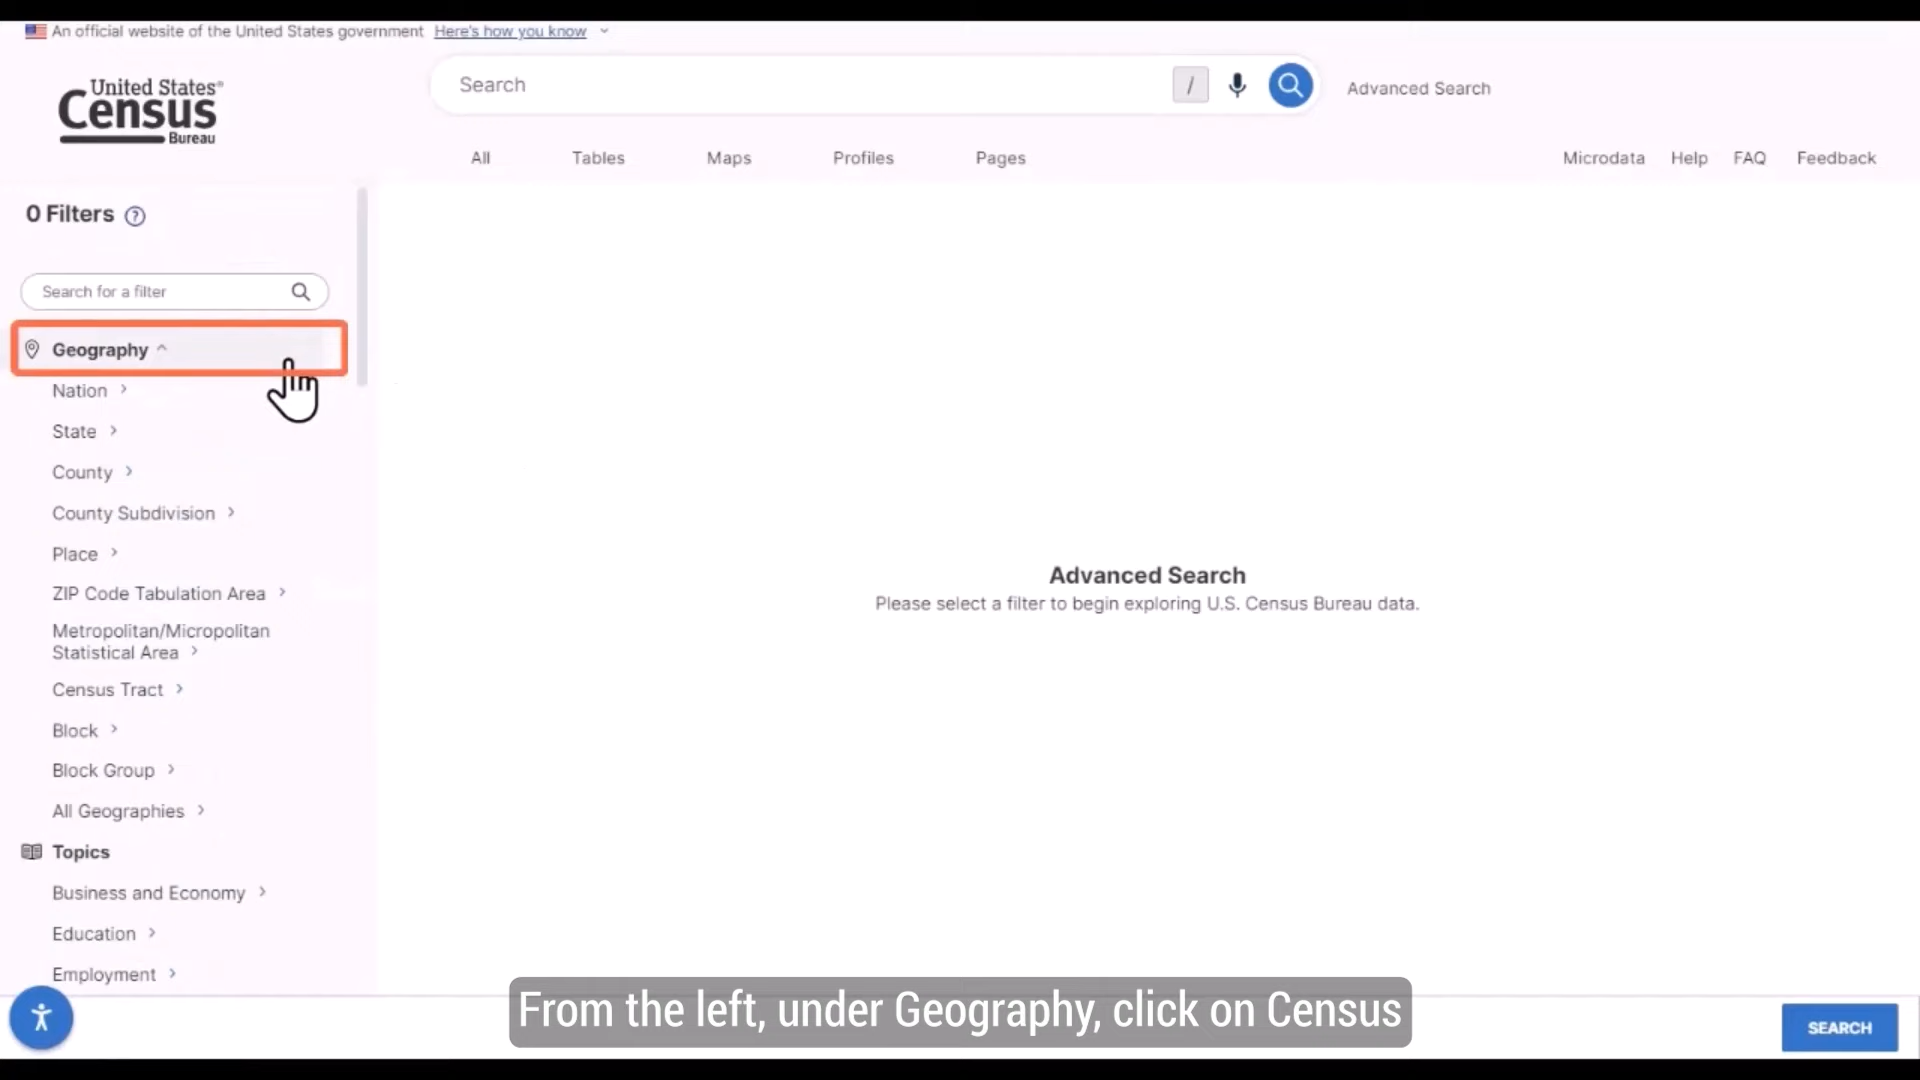 An official website of the United States government Here's how you know
United States®
Census
Bureau
Search
/
Advanced Search
All
Tables
Maps
Profiles
Pages
Microdata
Help
FAQ
Feedback
0 Filters ?
Search for a filter
Geography
Nation
State
County
County Subdivision
Place
ZIP Code Tabulation Area
Metropolitan/Micropolitan
Statistical Area
Census Tract
Block
Block Group
All Geographies
Topics
Business and Economy
Education
Employment
Advanced Search
Please select a filter to begin exploring U.S. Census Bureau data.
From the left, under Geography, click on Census
SEARCH